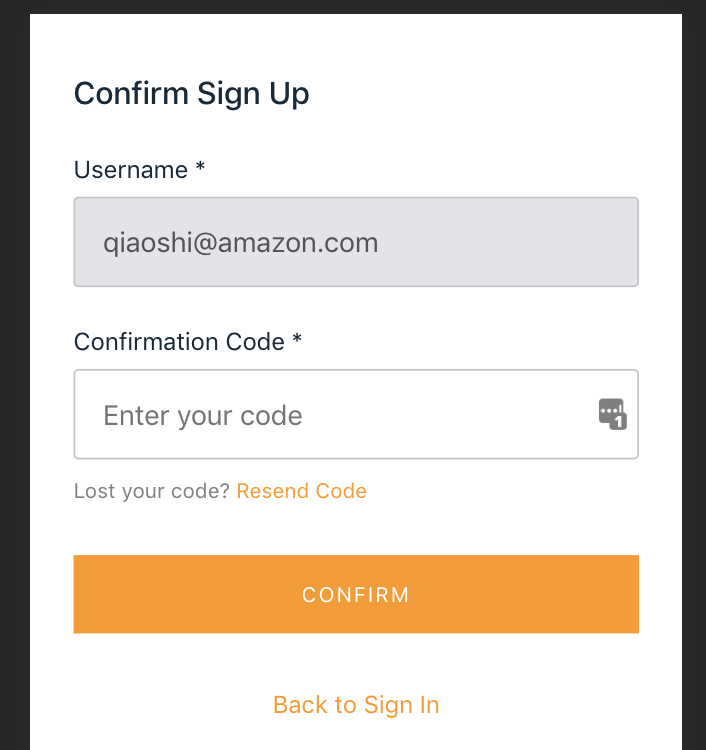 Confirm Sign Up
Username *
qiaoshi@amazon.com
Confirmation Code *
Enter your code
1
Lost your code? Resend Code
CONFIRM
Back to Sign In